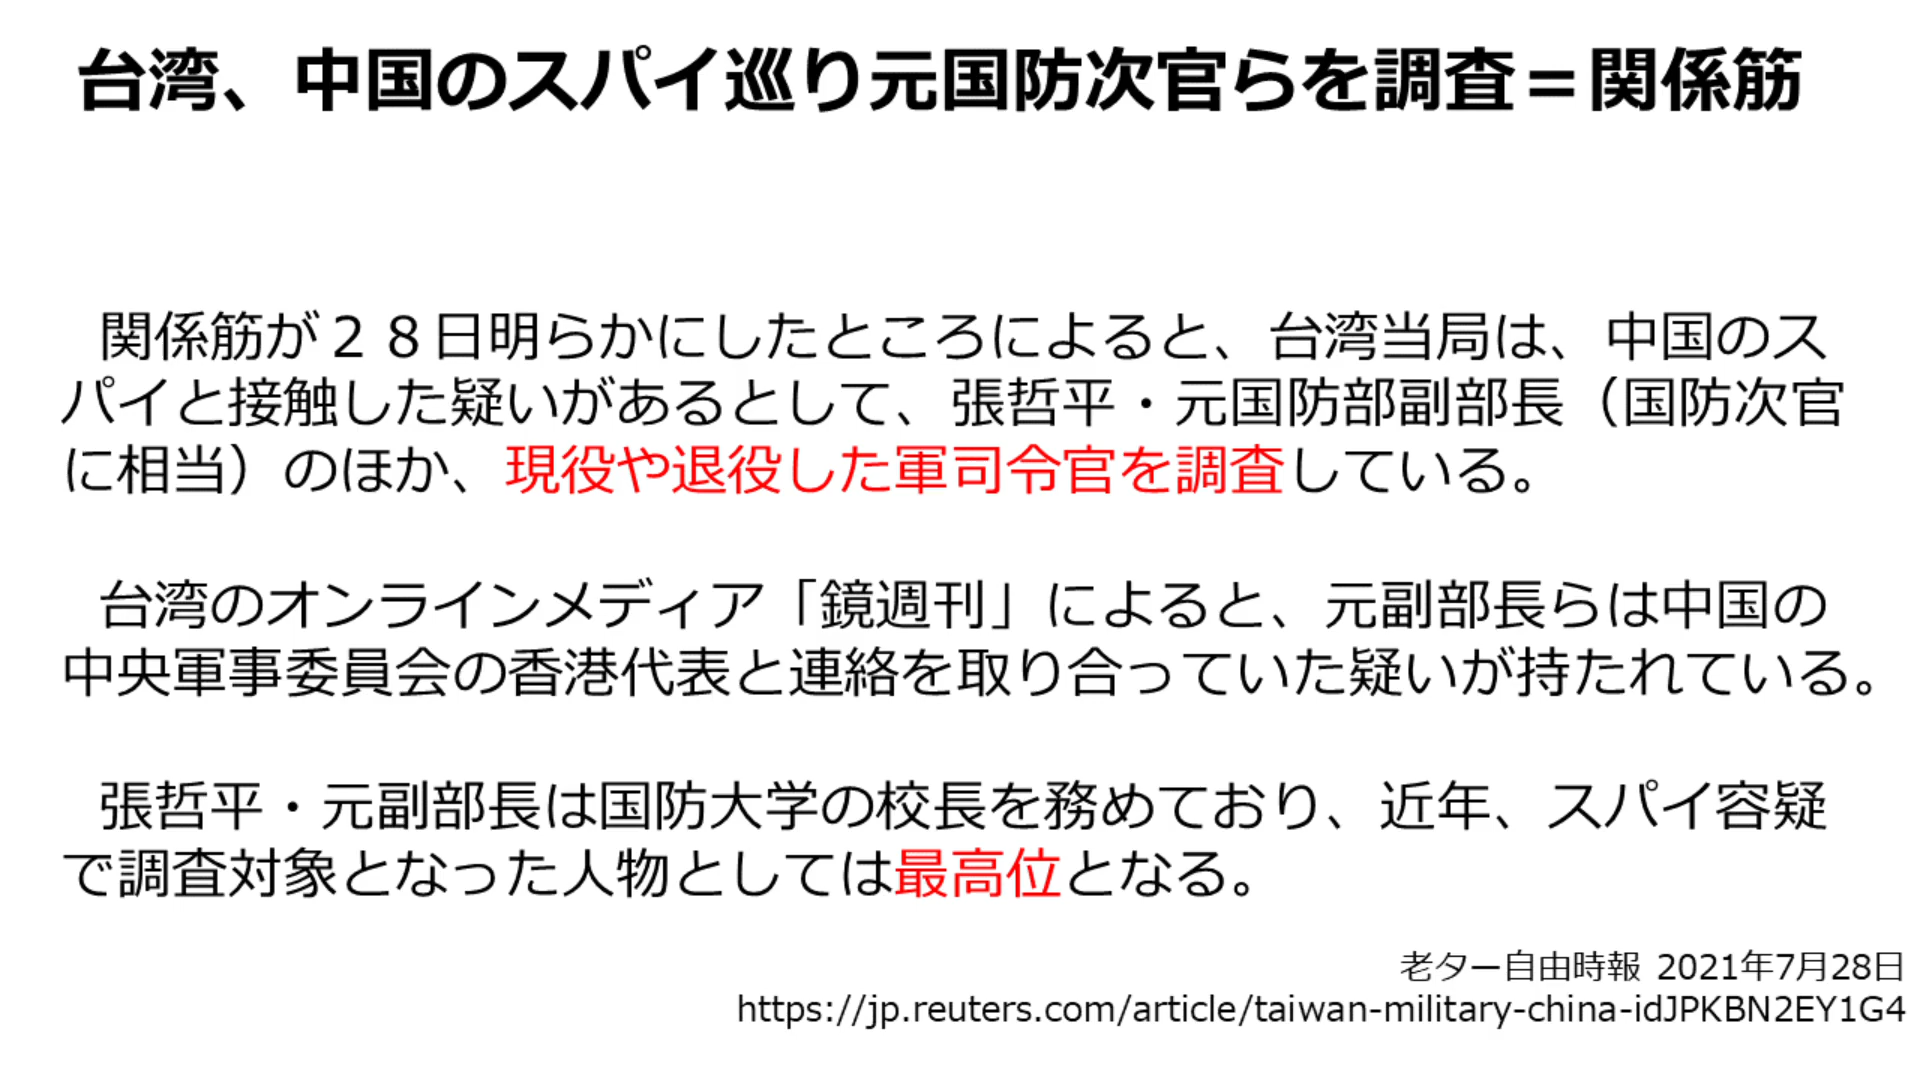 台湾、中国のスパイ巡り元国防次官らを調査＝関係筋
関係筋が２８日明らかにしたところによると、台湾当局は、中国のス
パイと接触した疑いがあるとして、張哲平・元国防部副部長（国防次官
に相当）のほか、現役や退役した軍司令官を調査している。
台湾のオンラインメディア「鏡週刊」によると、元副部長らは中国の
中央軍事委員会の香港代表と連絡を取り合っていた疑いが持たれている。
張哲平・元副部長は国防大学の校長を務めており、近年、スパイ容疑
で調査対象となった人物としては最高位となる。
老ター自由時報 2021年7月28日
https://jp.reuters.com/article/taiwan-military-china-idJPKBN2EY1G4